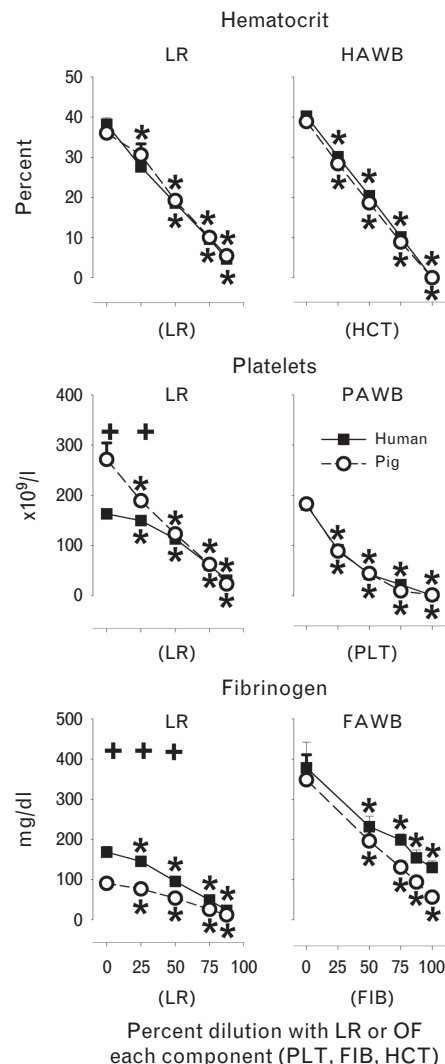 Hematocrit
LR HAWB
Percent
50
40
30
20
10
0
(LR) (HCT)
Platelets
LR PAWB
x10⁹/l
400
300
200
100
0
+ +
Human
Pig
(LR) (PLT)
Fibrinogen
LR FAWB
mg/dl
500
400
300
200
100
0
+ + +
0 25 50 75 100 0 25 50 75 100
(LR) (FIB)
Percent dilution with LR or OF
each component (PLT, FIB, HCT)